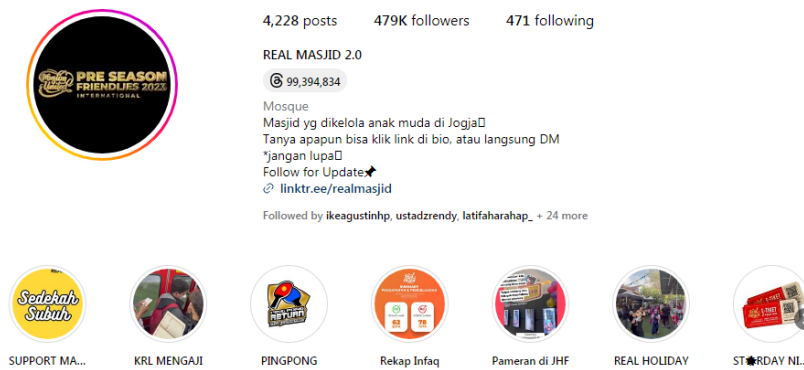 4,228 posts 479K followers 471 following
REAL MASJID 2.0
99,394,834
Mosque
Masjid yg dikelola anak muda di Jogja▯
Tanya apapun bisa klik link di bio, atau langsung DM
*jangan lupa▯
Follow for Update📌
linktr.ee/realmasjid
Followed by ikeagustinhp, ustadzrendy, latifaharahap_ + 24 more
PRE SEASON
FRIENDLIES 2023
INTERNATIONAL
Sedekah
Subuh
RETURN
E-TIKET
SUPPORT MA...
KRL MENGAJI
PINGPONG
Rekap Infaq
Pameran di JHF
REAL HOLIDAY
ST★RDAY NI...